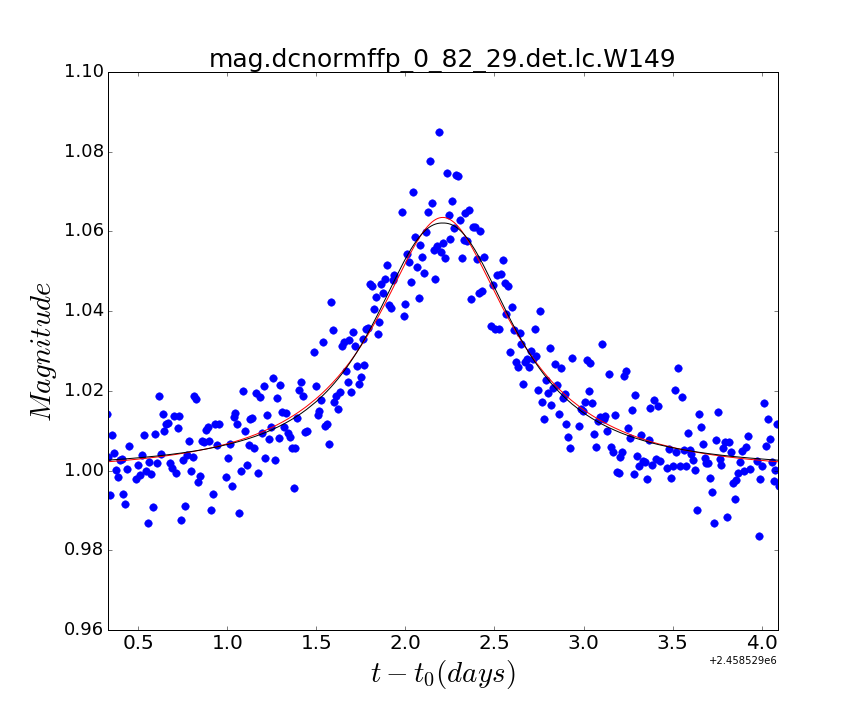 mag.dcnormffp_0_82_29.det.lc.W149
1.10
1.08
1.06
1.04
1.02
1.00
0.98
0.96
Magnitude
0.5 1.0 1.5 2.0 2.5 3.0 3.5 4.0
+2.458529e6
t − t₀(days)